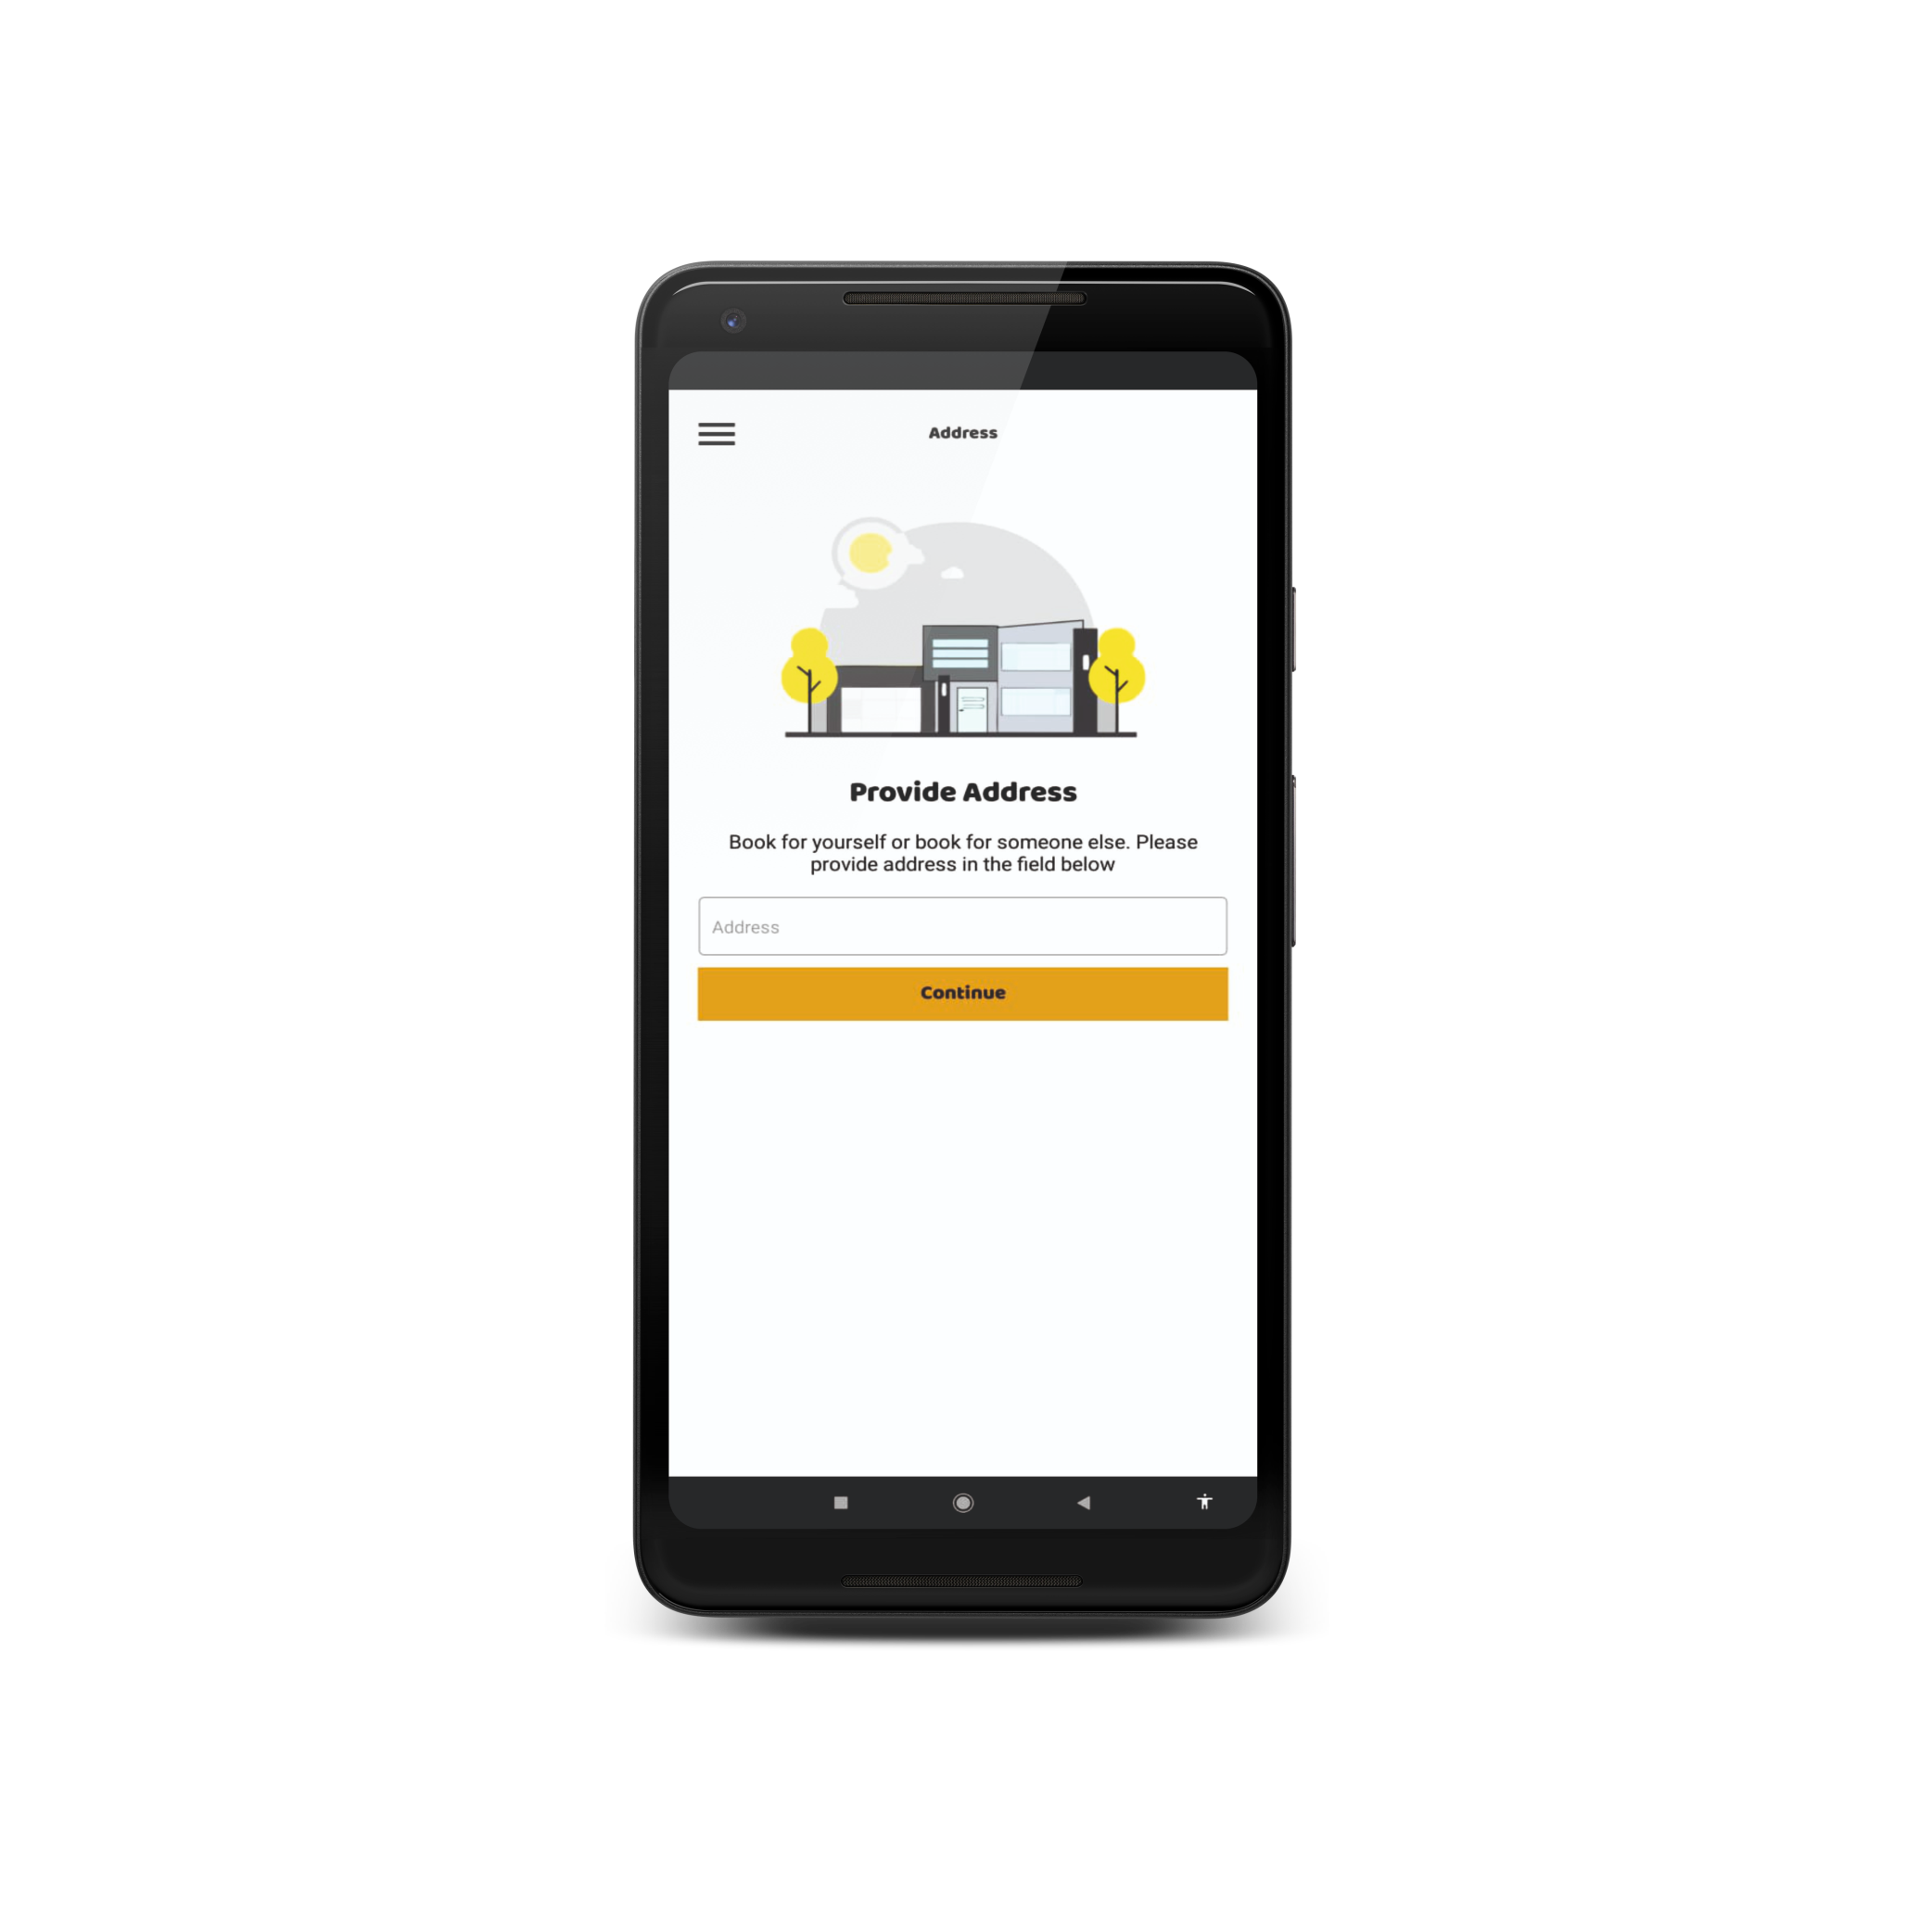 Address
Provide Address
Book for yourself or book for someone else. Please
provide address in the field below
Address
Continue